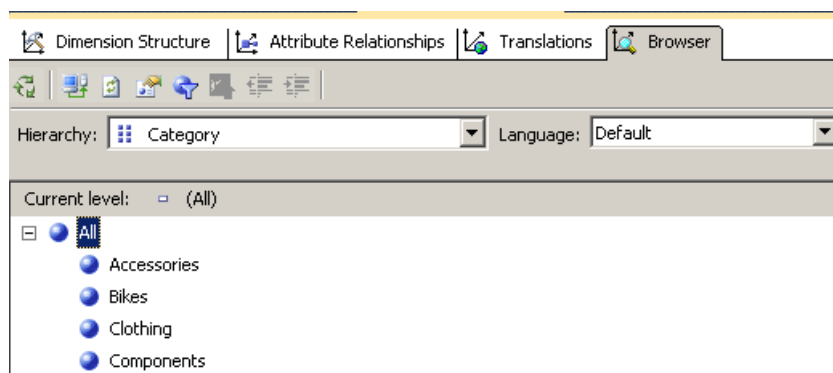 Dimension Structure Attribute Relationships Translations Browser
Hierarchy: Category Language: Default
Current level: (All)
All
Accessories
Bikes
Clothing
Components